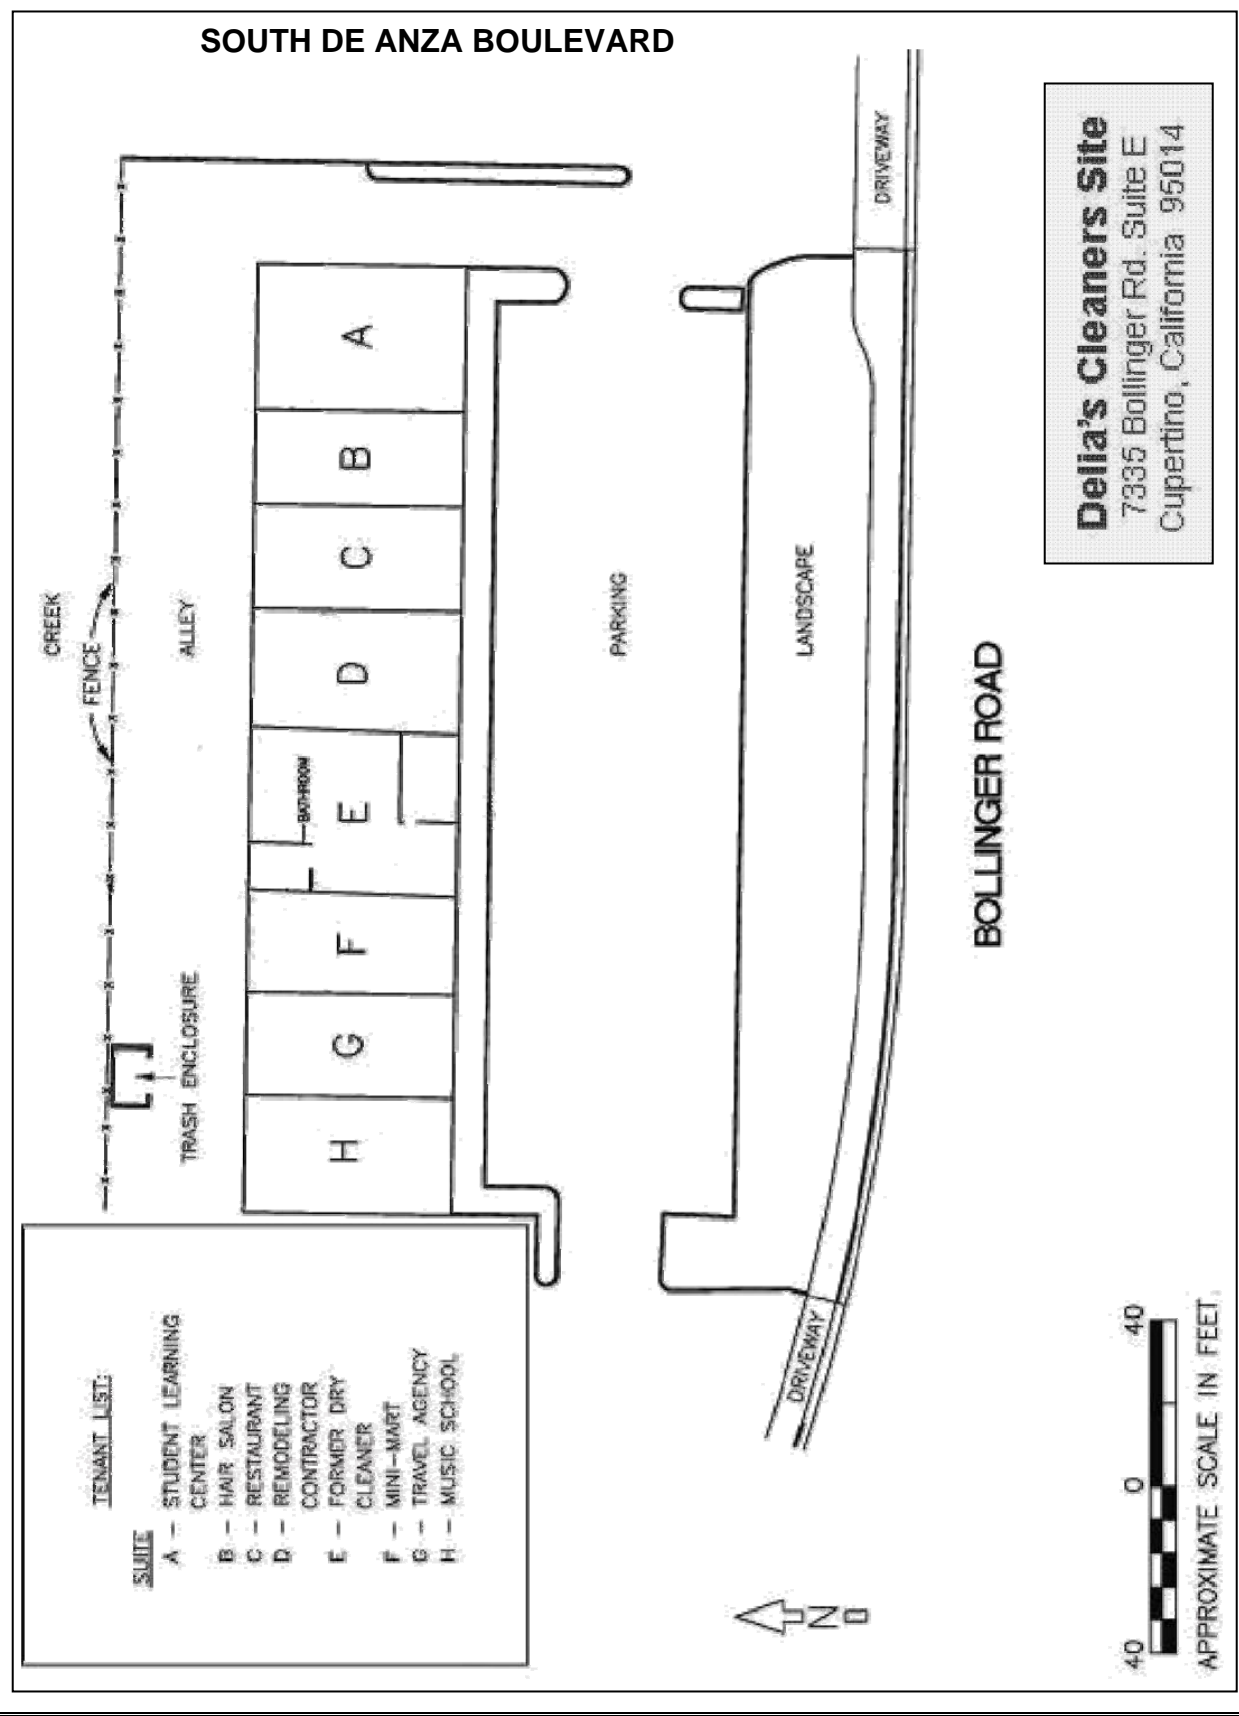 SOUTH DE ANZA BOULEVARD
Delia's Cleaners Site
7335 Bollinger Rd. Suite E
Cupertino, California 95014
DRIVEWAY
CREEK
FENCE
ALLEY
TRASH ENCLOSURE
A
B
C
D
BATHROOM
E
F
G
H
PARKING
LANDSCAPE
BOLLINGER ROAD
DRIVEWAY
TENANT LIST:
SUITE
A – STUDENT LEARNING
CENTER
B – HAIR SALON
C – RESTAURANT
D – REMODELING
CONTRACTOR
E – FORMER DRY
CLEANER
F – MINI-MART
G – TRAVEL AGENCY
H – MUSIC SCHOOL
N
40 0 40
APPROXIMATE SCALE IN FEET